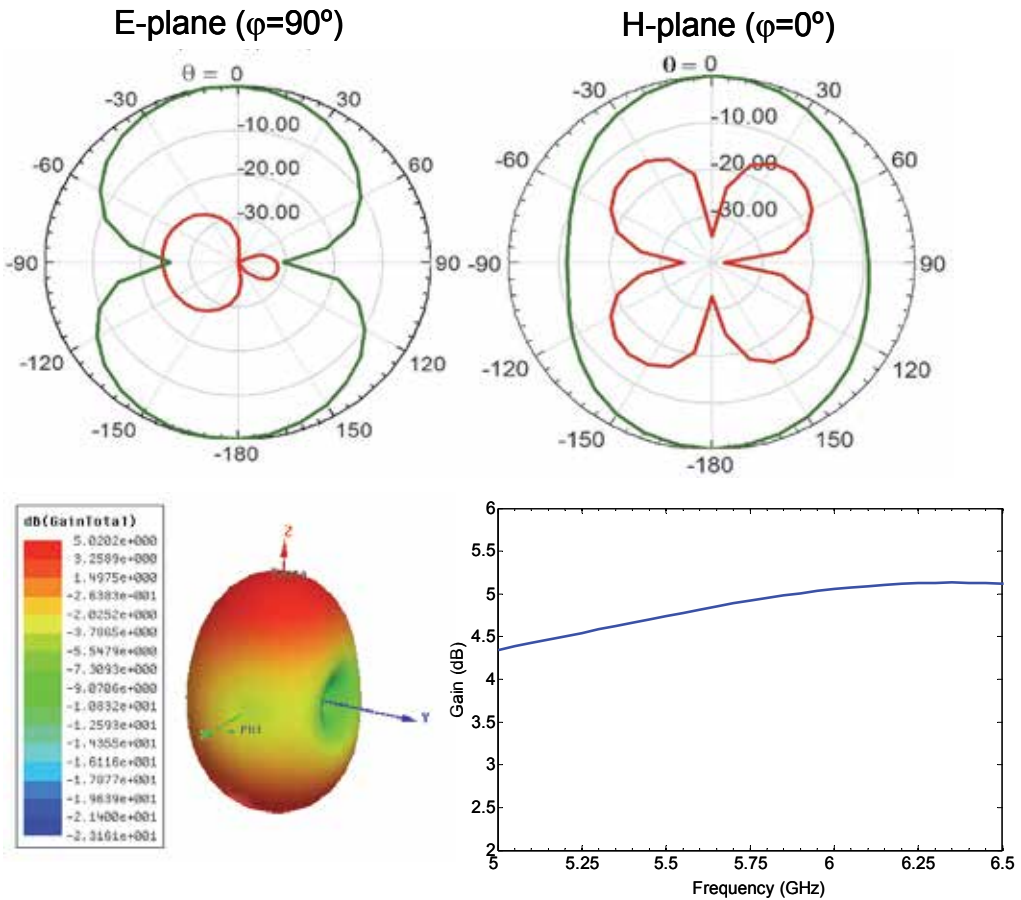 E-plane (φ=90º)
H-plane (φ=0º)
θ = 0
-30
30
-10.00
-60
60
-20.00
-30.00
-90
90
-120
120
-150
150
-180
θ = 0
-30
30
-10.00
-60
60
-20.00
-30.00
-90
90
-120
120
-150
150
-180
dB(GainTotal)
5.0202e+000
3.2589e+000
1.4975e+000
-2.6383e-001
-2.0252e+000
-3.7865e+000
-5.5479e+000
-7.3093e+000
-9.0706e+000
-1.0832e+001
-1.2593e+001
-1.4355e+001
-1.6116e+001
-1.7877e+001
-1.9639e+001
-2.1400e+001
-2.3161e+001
Z
Y
Phi
6
5.5
5
4.5
4
3.5
3
2.5
2
Gain (dB)
5
5.25
5.5
5.75
6
6.25
6.5
Frequency (GHz)